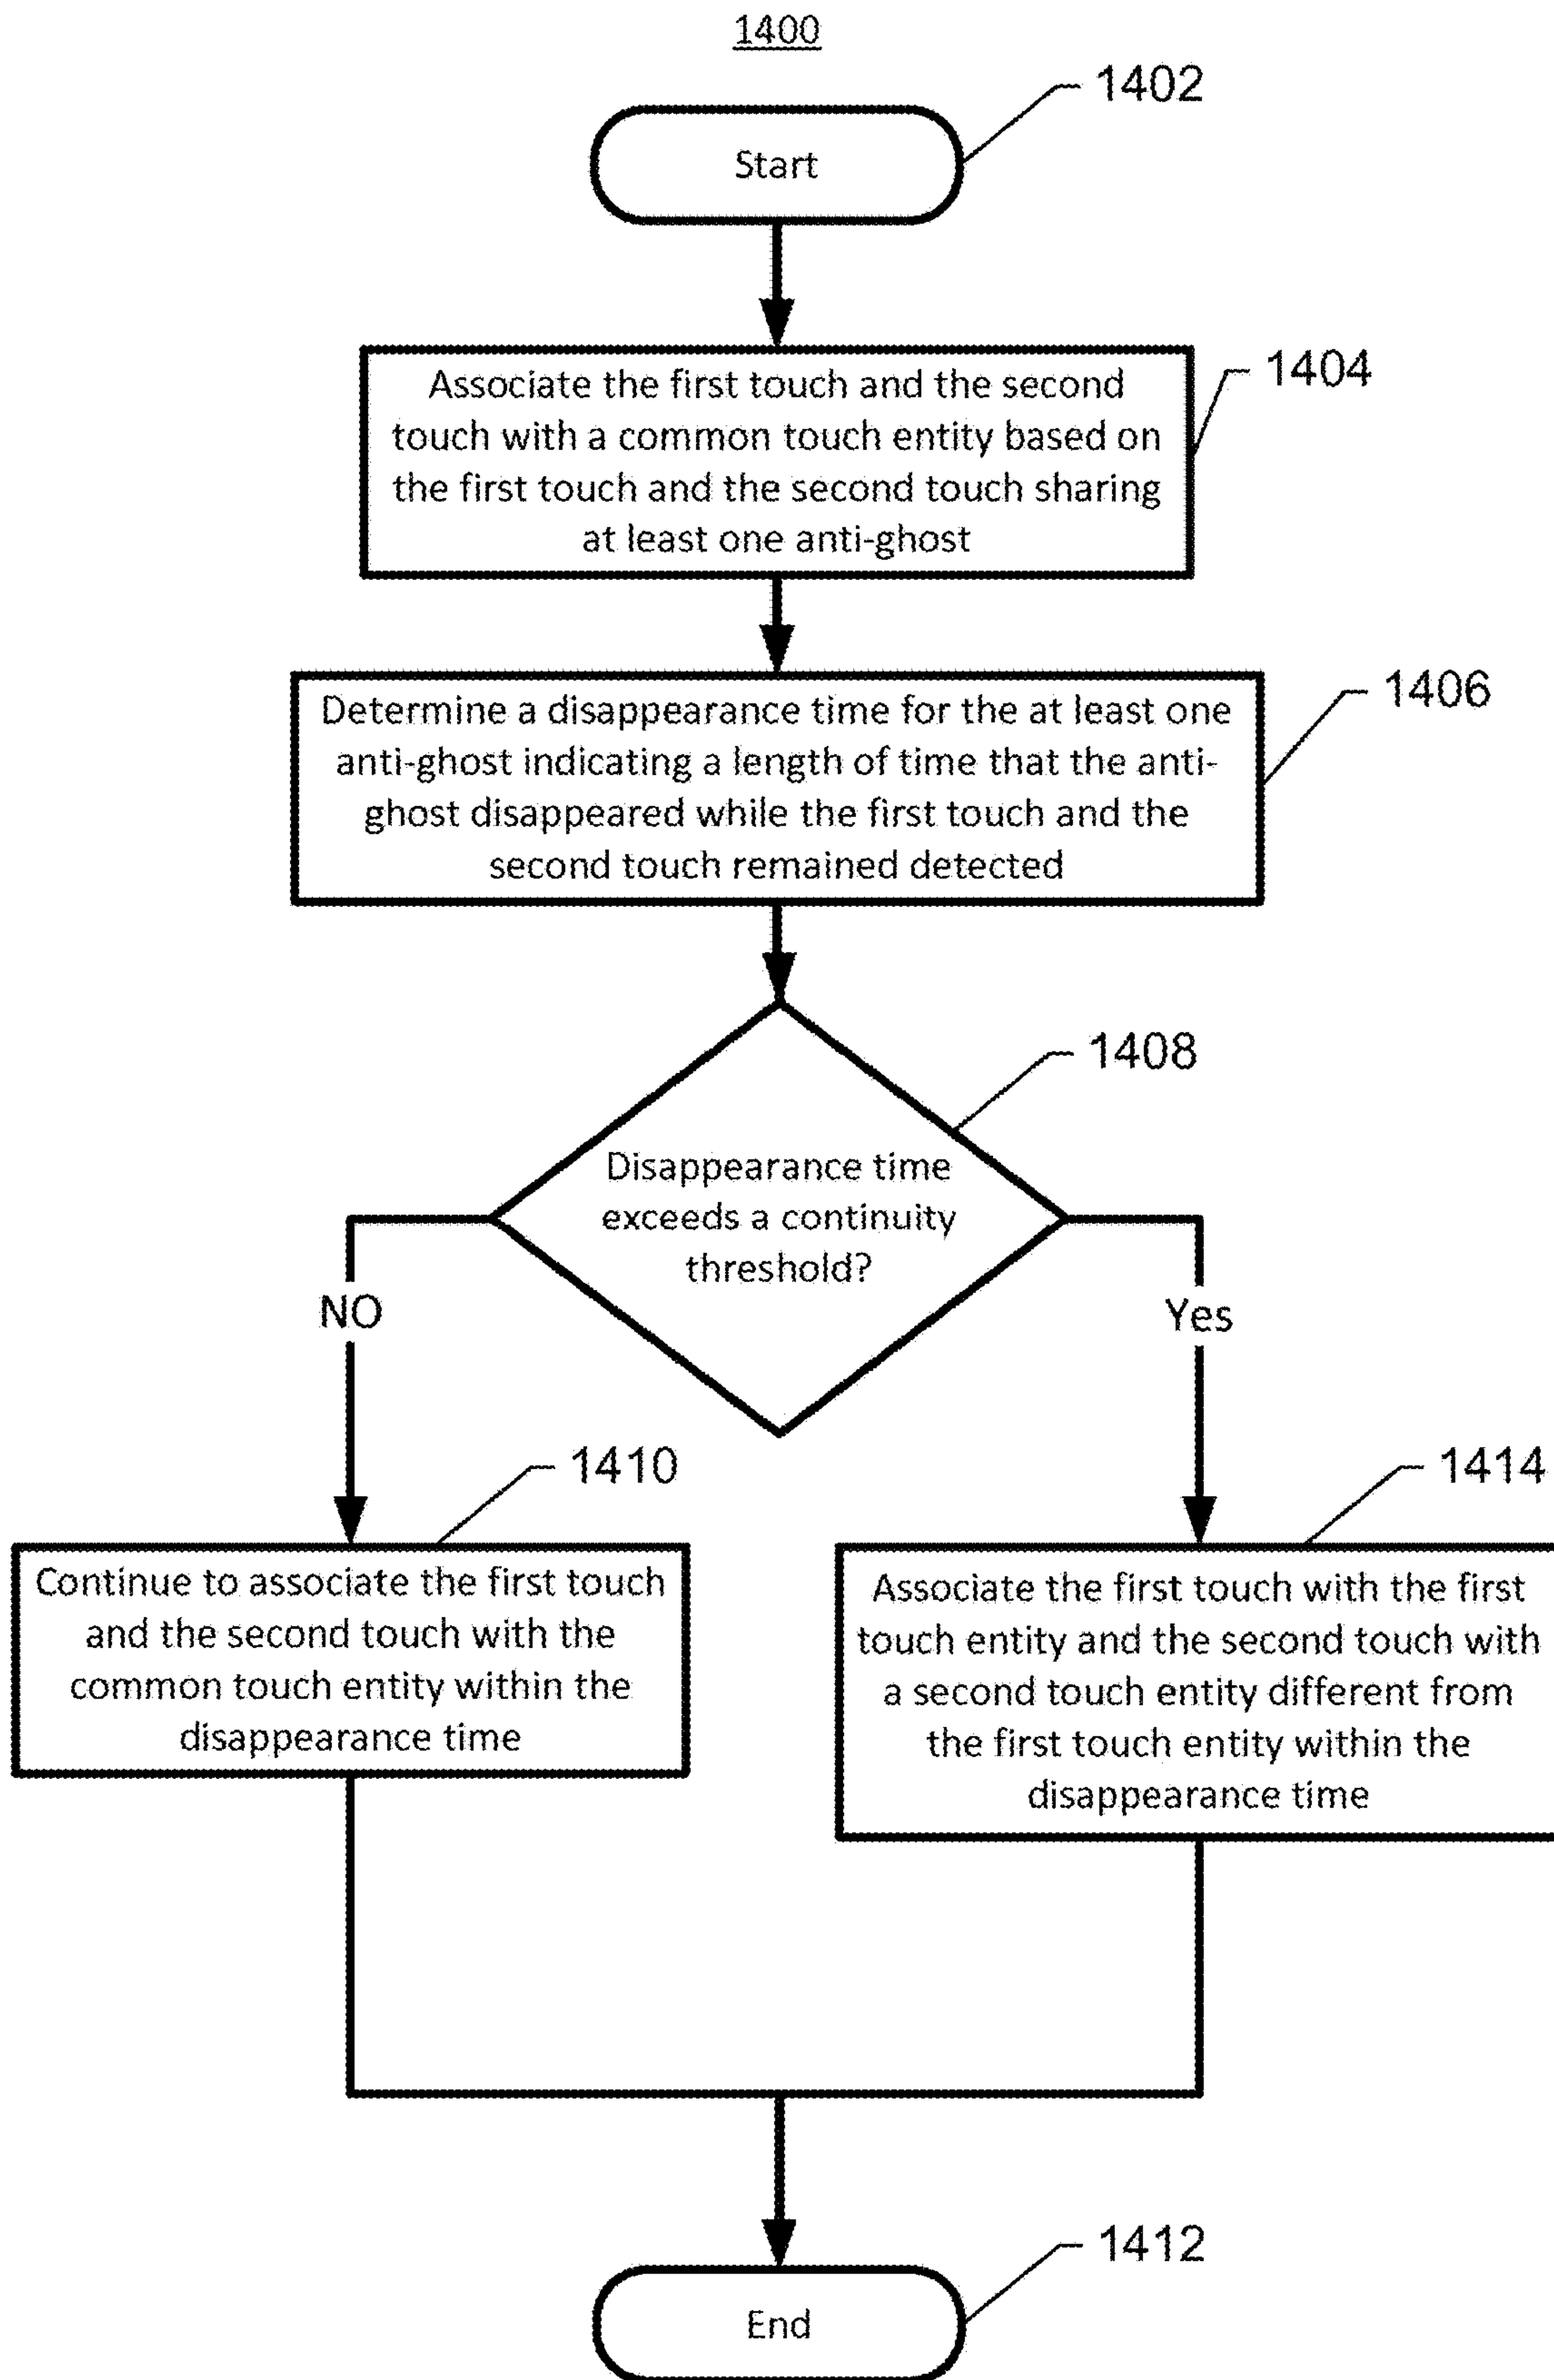 1400
1402
Start
1404
Associate the first touch and the second
touch with a common touch entity based on
the first touch and the second touch sharing
at least one anti-ghost
1406
Determine a disappearance time for the at least one
anti-ghost indicating a length of time that the anti-
ghost disappeared while the first touch and the
second touch remained detected
1408
Disappearance time
exceeds a continuity
threshold?
NO
Yes
1410
Continue to associate the first touch
and the second touch with the
common touch entity within the
disappearance time
1414
Associate the first touch with the first
touch entity and the second touch with
a second touch entity different from
the first touch entity within the
disappearance time
1412
End